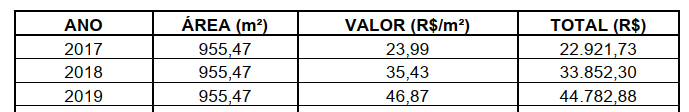 ANO ÁREA (m²) VALOR (R$/m²) TOTAL (R$)
2017 955,47 23,99 22.921,73
2018 955,47 35,43 33.852,30
2019 955,47 46,87 44.782,88